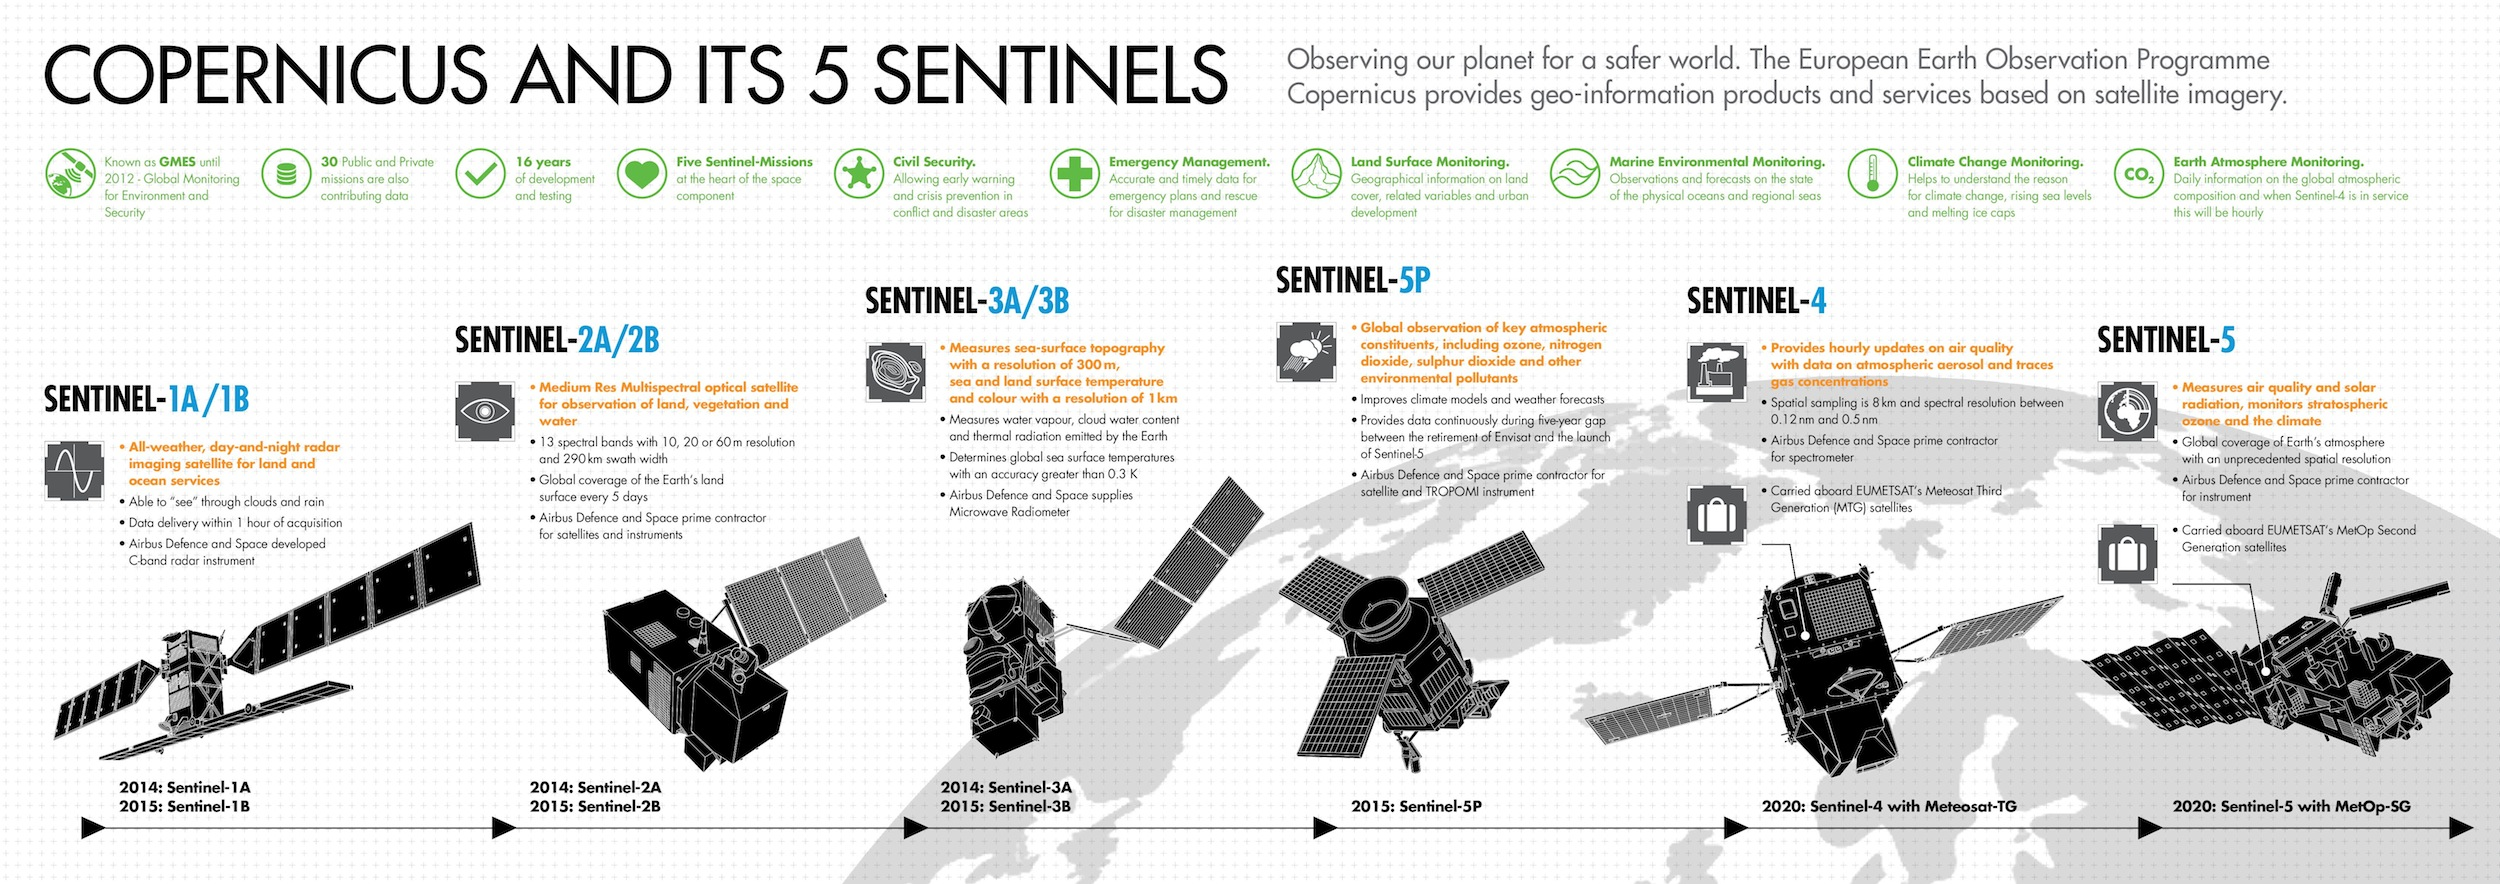 COPERNICUS AND ITS 5 SENTINELS
Observing our planet for a safer world. The European Earth Observation Programme
Copernicus provides geo-information products and services based on satellite imagery.
Known as GMES until
2012 - Global Monitoring
for Environment and
Security
30 Public and Private
missions are also
contributing data
16 years
of development
and testing
Five Sentinel-Missions
at the heart of the space
component
Civil Security.
Allowing early warning
and crisis prevention in
conflict and disaster areas
Emergency Management.
Accurate and timely data for
emergency plans and rescue
for disaster management
Land Surface Monitoring.
Geographical information on land
cover, related variables and urban
development
Marine Environmental Monitoring.
Observations and forecasts on the state
of the physical oceans and regional seas
Climate Change Monitoring.
Helps to understand the reason
for climate change, rising sea levels
and melting ice caps
CO₂
Earth Atmosphere Monitoring.
Daily information on the global atmospheric
composition and when Sentinel-4 is in service
this will be hourly
SENTINEL-1A/1B
• All-weather, day-and-night radar
imaging satellite for land and
ocean services
• Able to “see” through clouds and rain
• Data delivery within 1 hour of acquisition
• Airbus Defence and Space developed
C-band radar instrument
2014: Sentinel-1A
2015: Sentinel-1B
SENTINEL-2A/2B
• Medium Res Multispectral optical satellite
for observation of land, vegetation and
water
• 13 spectral bands with 10, 20 or 60 m resolution
and 290 km swath width
• Global coverage of the Earth’s land
surface every 5 days
• Airbus Defence and Space prime contractor
for satellites and instruments
2014: Sentinel-2A
2015: Sentinel-2B
SENTINEL-3A/3B
• Measures sea-surface topography
with a resolution of 300 m,
sea and land surface temperature
and colour with a resolution of 1 km
• Measures water vapour, cloud water content
and thermal radiation emitted by the Earth
• Determines global sea surface temperatures
with an accuracy greater than 0.3 K
• Airbus Defence and Space supplies
Microwave Radiometer
2014: Sentinel-3A
2015: Sentinel-3B
SENTINEL-5P
• Global observation of key atmospheric
constituents, including ozone, nitrogen
dioxide, sulphur dioxide and other
environmental pollutants
• Improves climate models and weather forecasts
• Provides data continuously during five-year gap
between the retirement of Envisat and the launch
of Sentinel-5
• Airbus Defence and Space prime contractor for
satellite and TROPOMI instrument
2015: Sentinel-5P
SENTINEL-4
• Provides hourly updates on air quality
with data on atmospheric aerosol and traces
gas concentrations
• Spatial sampling is 8 km and spectral resolution between
0.12 nm and 0.5 nm
• Airbus Defence and Space prime contractor
for spectrometer
• Carried aboard EUMETSAT’s Meteosat Third
Generation (MTG) satellites
2020: Sentinel-4 with Meteosat-TG
SENTINEL-5
• Measures air quality and solar
radiation, monitors stratospheric
ozone and the climate
• Global coverage of Earth’s atmosphere
with an unprecedented spatial resolution
• Airbus Defence and Space prime contractor
for instrument
• Carried aboard EUMETSAT’s MetOp Second
Generation satellites
2020: Sentinel-5 with MetOp-SG